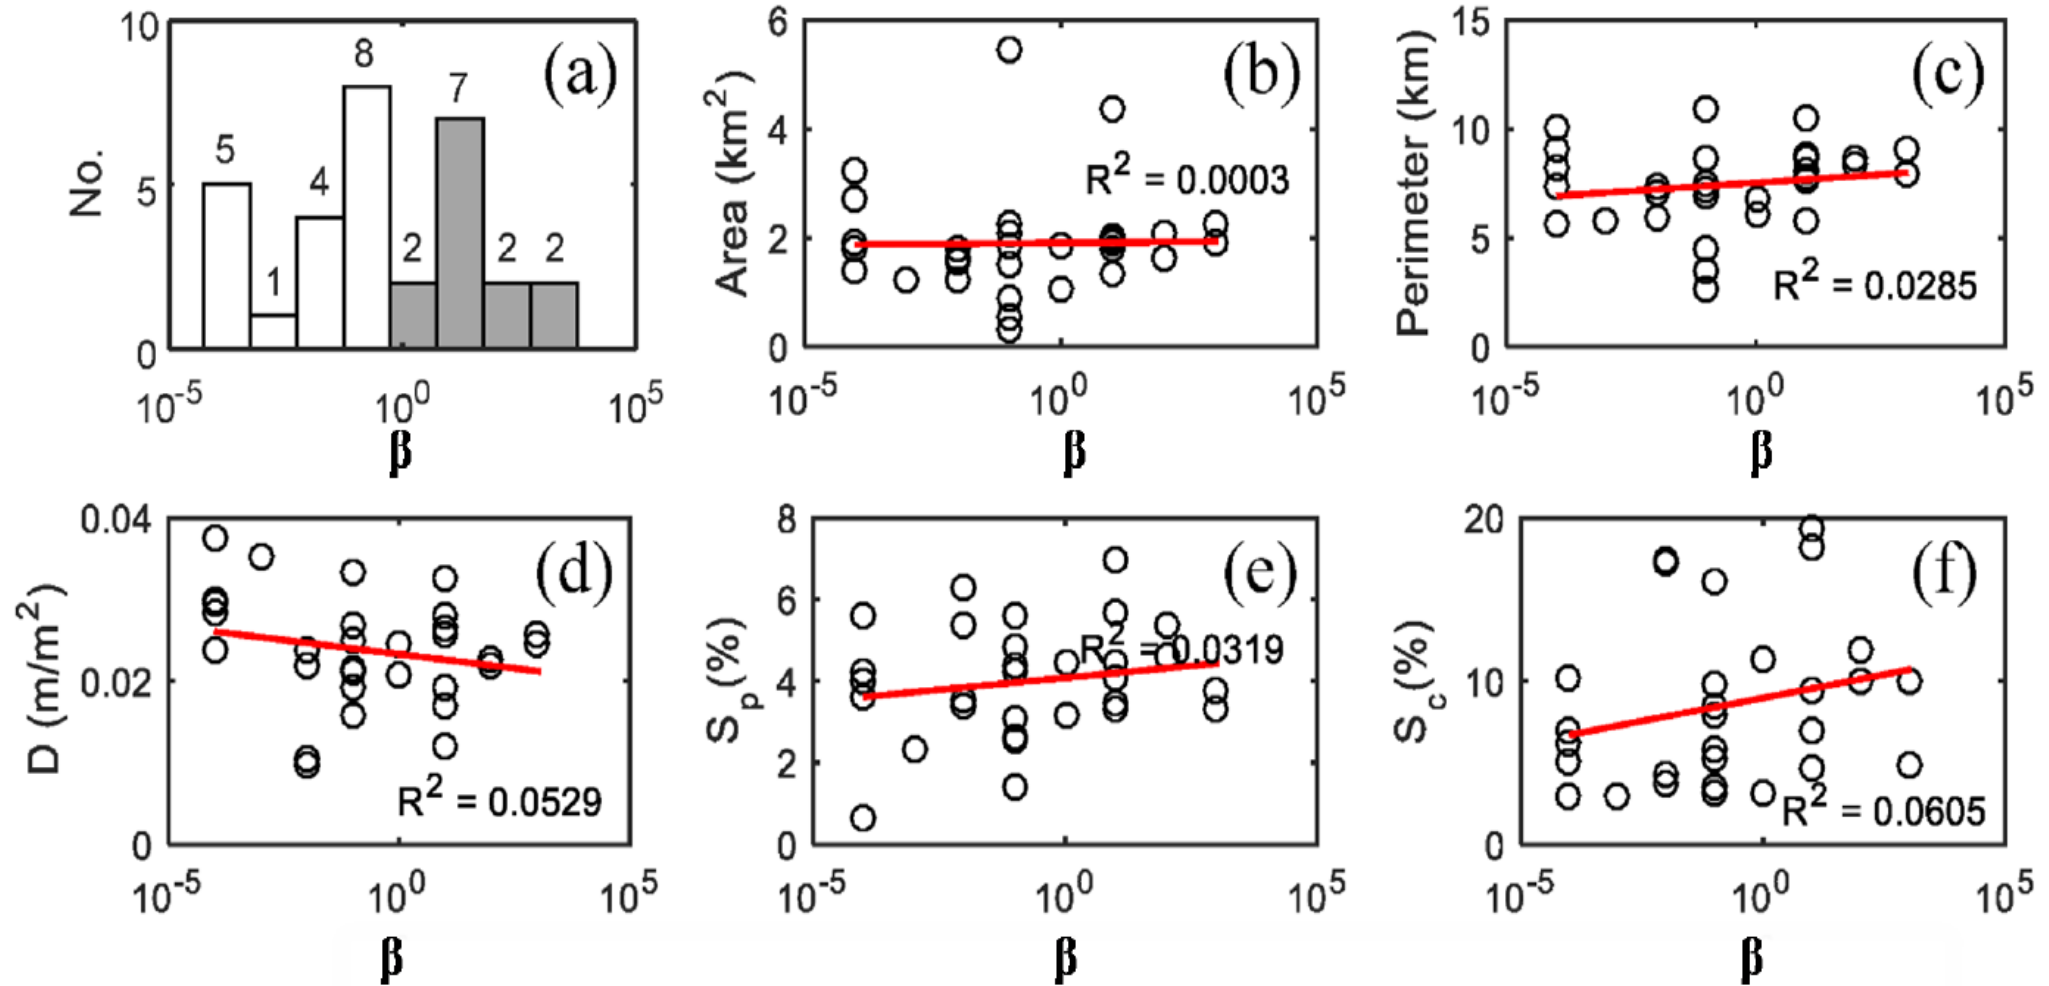 (a)
No.
10
5
0
5
1
4
8
2
7
2
2
10^-5
10^0
10^5
β
(b)
Area (km^2)
6
4
2
0
R^2 = 0.0003
10^-5
10^0
10^5
β
(c)
Perimeter (km)
15
10
5
0
R^2 = 0.0285
10^-5
10^0
10^5
β
(d)
D (m/m^2)
0.04
0.02
0
R^2 = 0.0529
10^-5
10^0
10^5
β
(e)
S_p (%)
8
6
4
2
0
R^2 = 0.0319
10^-5
10^0
10^5
β
(f)
S_c (%)
20
10
0
R^2 = 0.0605
10^-5
10^0
10^5
β